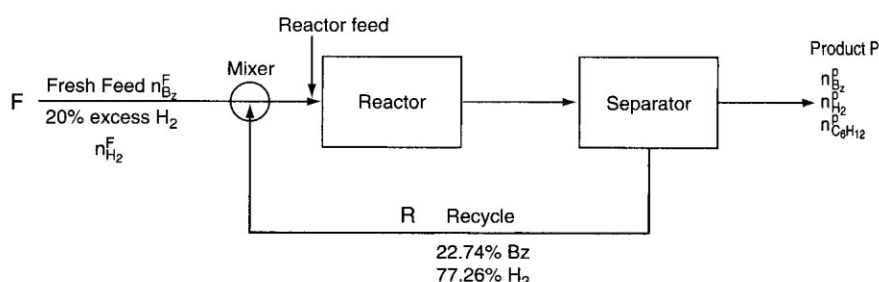 Reactor feed
Product P
Mixer
Fresh Feed n^F_Bz
F
20% excess H₂
n^F_H₂
Reactor
Separator
n^p_Bz
n^p_H₂
n^p_C₆H₁₂
R Recycle
22.74% Bz
77.26% H₂